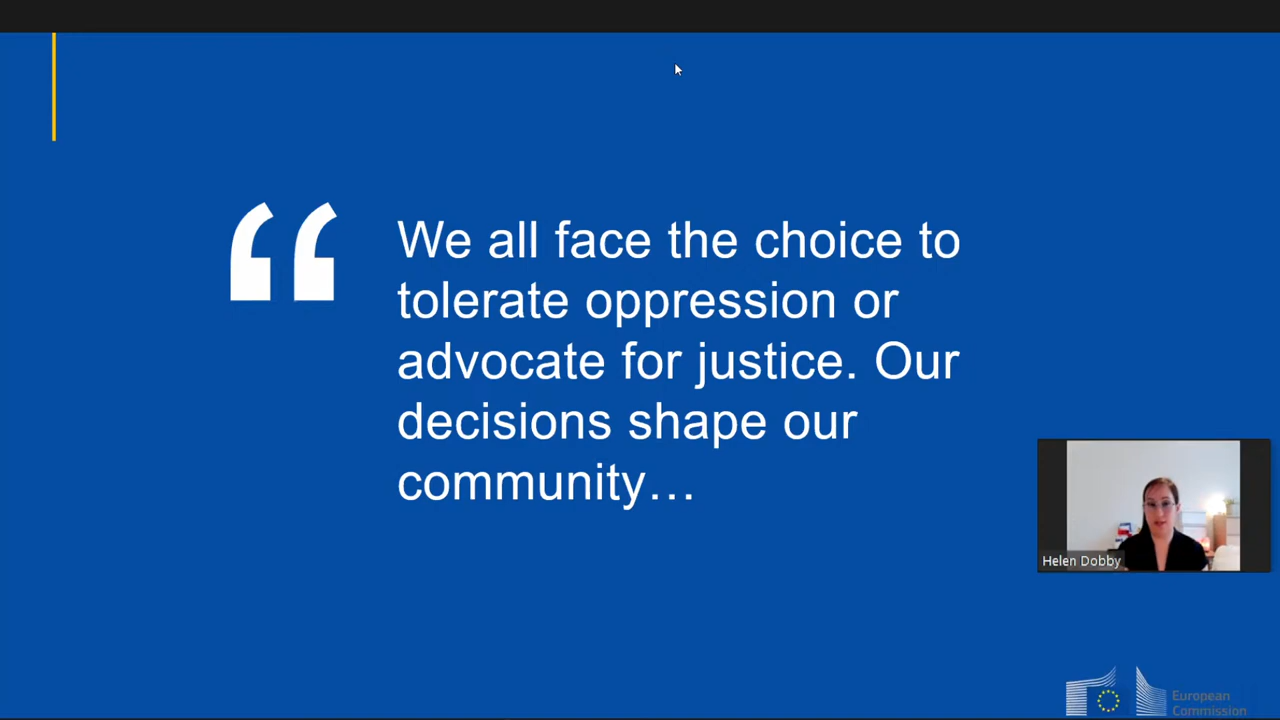 “
We all face the choice to
tolerate oppression or
advocate for justice. Our
decisions shape our
community…
Helen Dobby
European
Commission